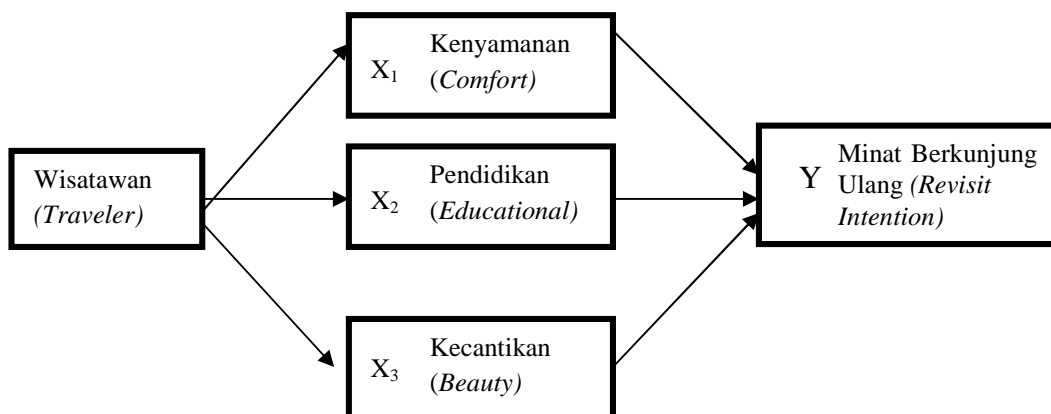 Wisatawan
(Traveler)
X₁
Kenyamanan
(Comfort)
X₂
Pendidikan
(Educational)
X₃
Kecantikan
(Beauty)
Y
Minat Berkunjung
Ulang (Revisit
Intention)